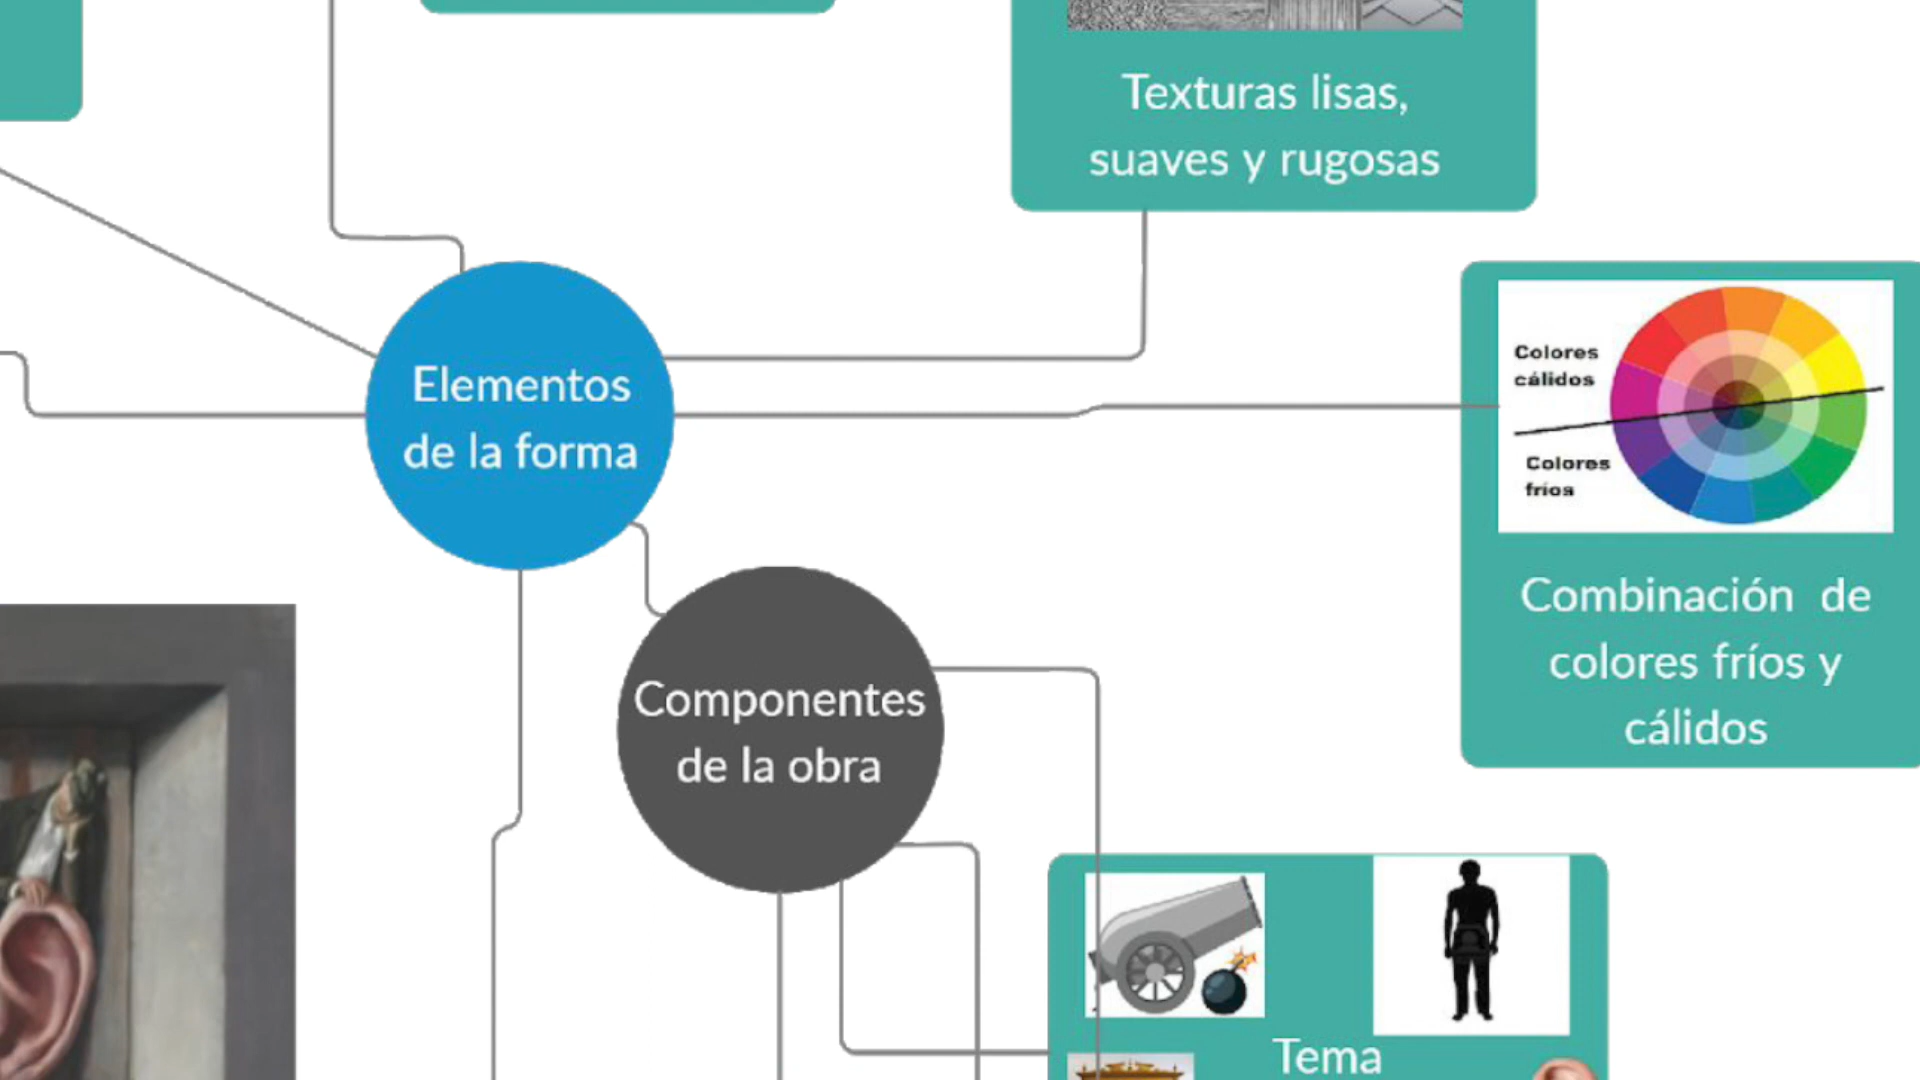 Texturas lisas,
suaves y rugosas
Elementos
de la forma
Colores
cálidos
Colores
fríos
Combinación de
colores fríos y
cálidos
Componentes
de la obra
Tema